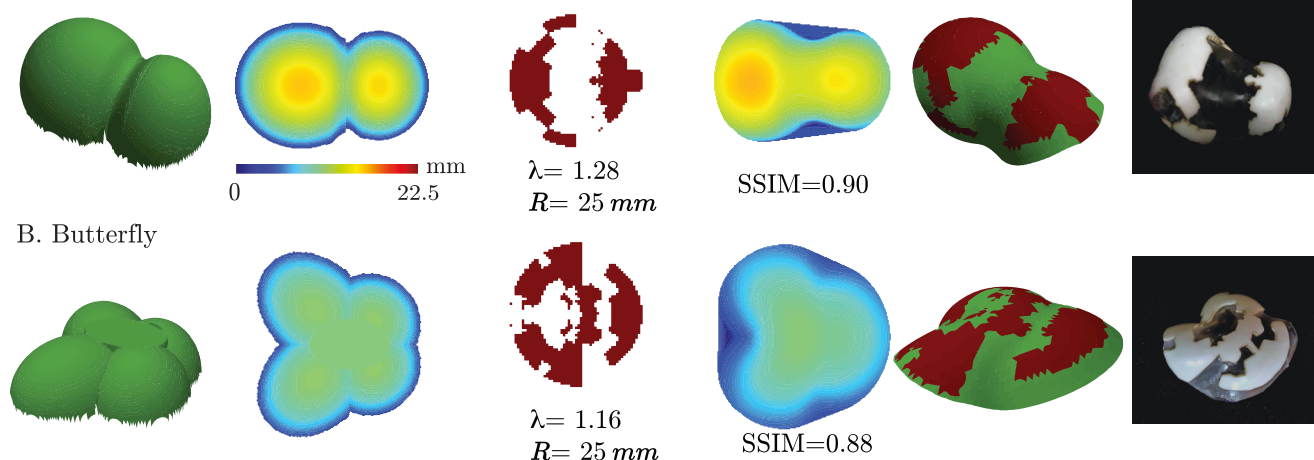 mm
0 22.5
λ= 1.28
R= 25 mm
SSIM=0.90
B. Butterfly
λ= 1.16
R= 25 mm
SSIM=0.88